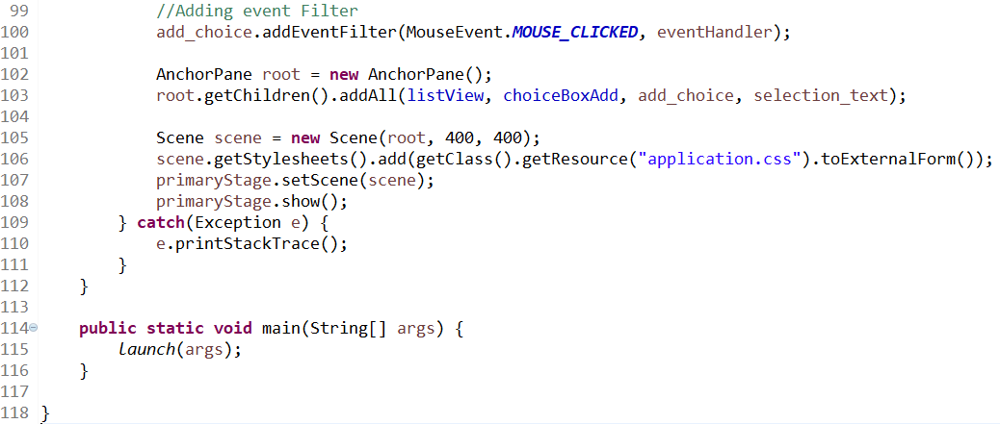 99 //Adding event Filter
100 add_choice.addEventFilter(MouseEvent.MOUSE_CLICKED, eventHandler);
101
102 AnchorPane root = new AnchorPane();
103 root.getChildren().addAll(listView, choiceBoxAdd, add_choice, selection_text);
104
105 Scene scene = new Scene(root, 400, 400);
106 scene.getStylesheets().add(getClass().getResource("application.css").toExternalForm());
107 primaryStage.setScene(scene);
108 primaryStage.show();
109 } catch(Exception e) {
110 e.printStackTrace();
111 }
112 }
113
114 public static void main(String[] args) {
115 launch(args);
116 }
117
118 }